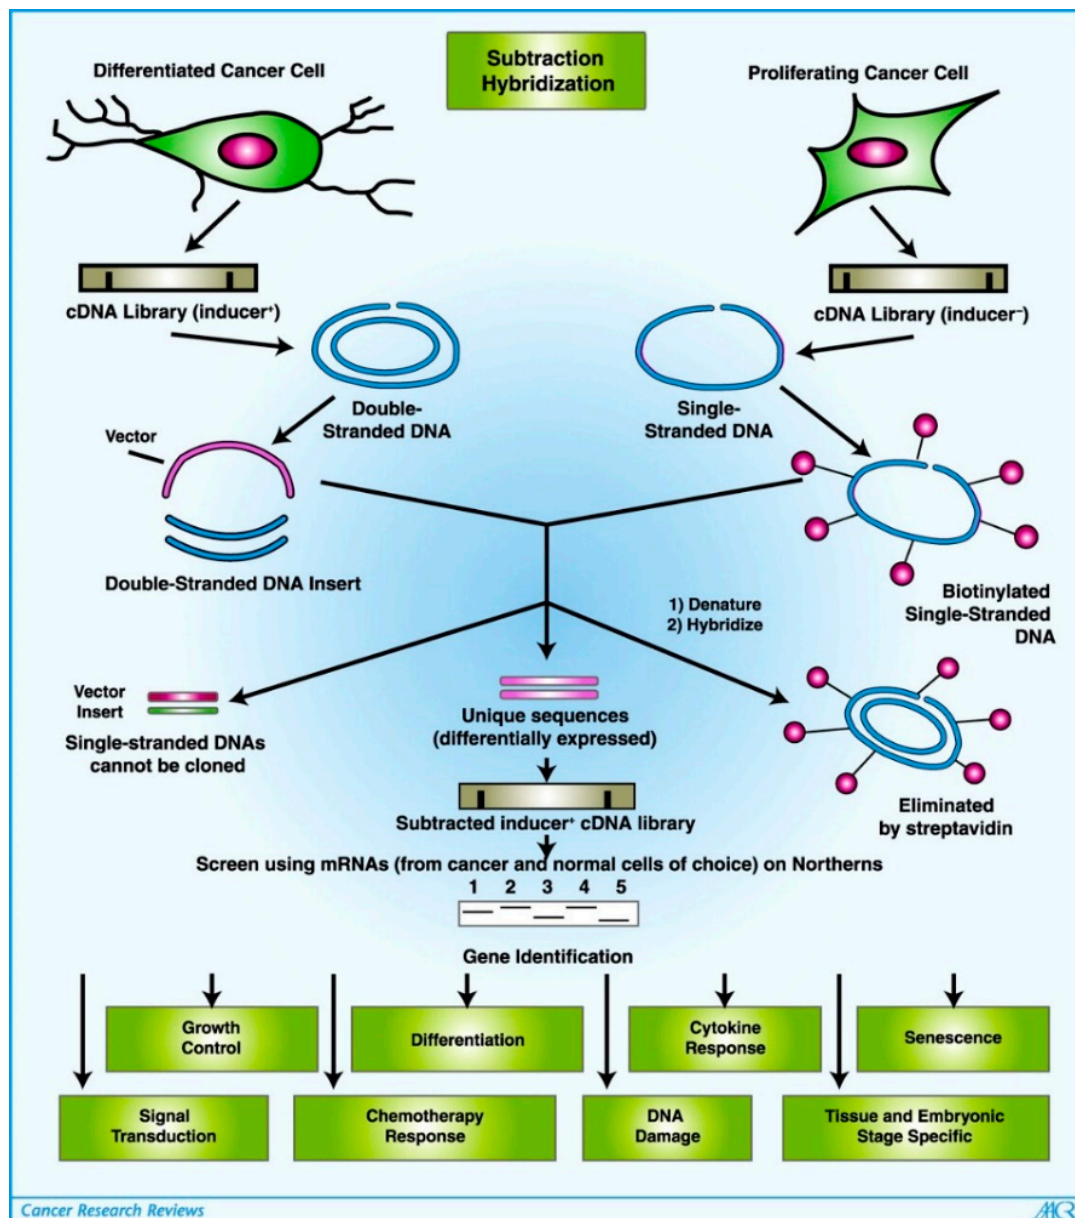 Subtraction
Hybridization
Differentiated Cancer Cell
Proliferating Cancer Cell
cDNA Library (inducer⁺)
cDNA Library (inducer⁻)
Double-
Stranded DNA
Single-
Stranded DNA
Vector
Double-Stranded DNA Insert
Biotinylated
Single-Stranded
DNA
1) Denature
2) Hybridize
Vector
Insert
Single-stranded DNAs
cannot be cloned
Unique sequences
(differentially expressed)
Eliminated
by streptavidin
Subtracted inducer⁺ cDNA library
Screen using mRNAs (from cancer and normal cells of choice) on Northerns
1 2 3 4 5
Gene Identification
Growth
Control
Differentiation
Cytokine
Response
Senescence
Signal
Transduction
Chemotherapy
Response
DNA
Damage
Tissue and Embryonic
Stage Specific
Cancer Research Reviews
AACR